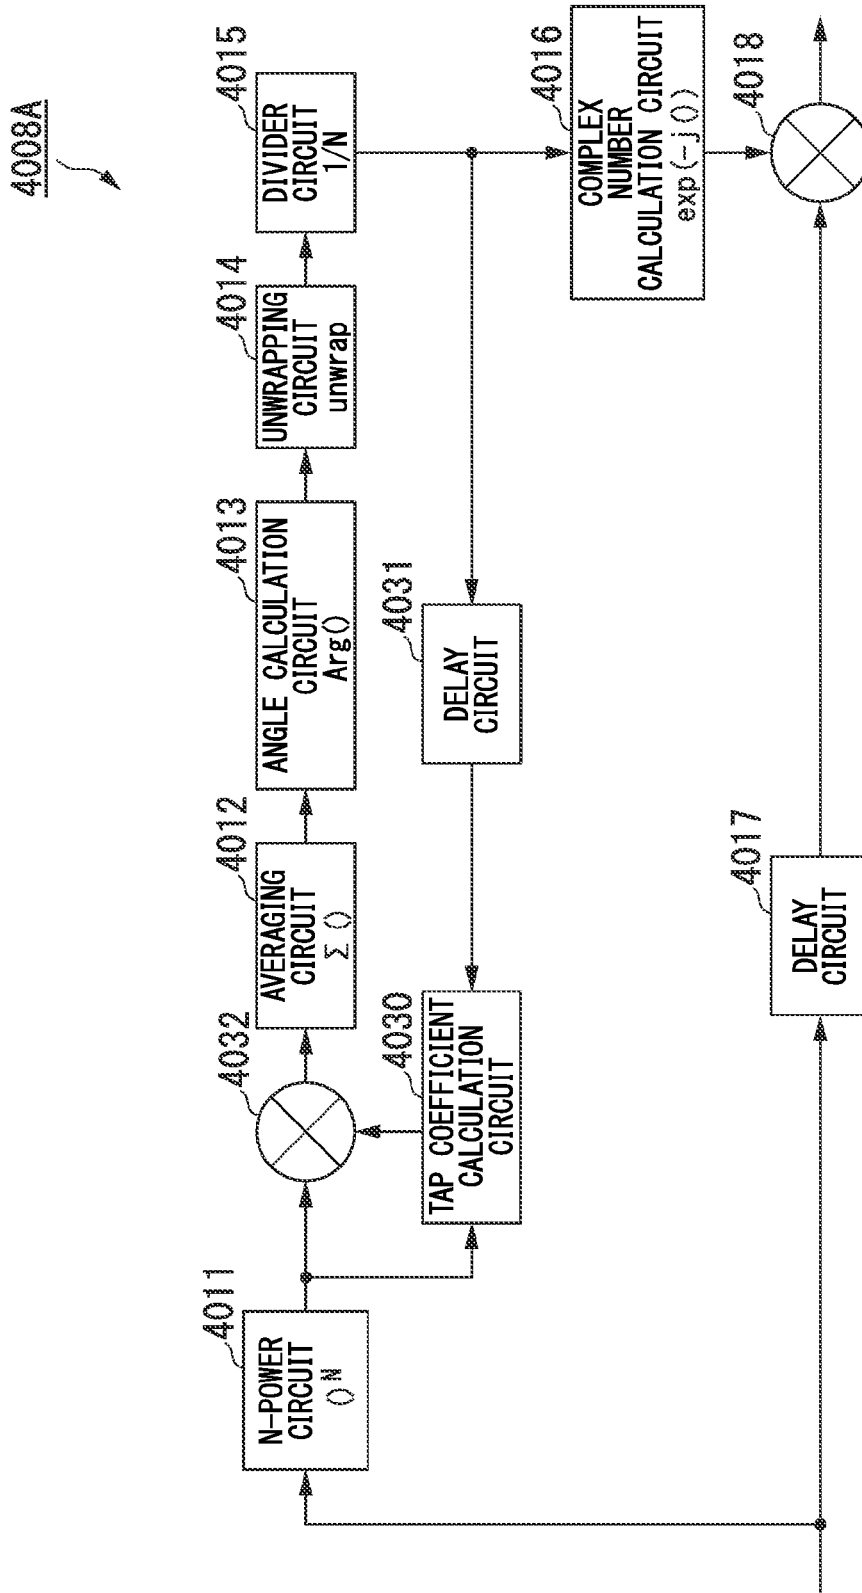 4008A
4011
N-POWER
CIRCUIT
()ᴺ
4032
4012
AVERAGING
CIRCUIT
Σ()
4013
ANGLE CALCULATION
CIRCUIT
Arg()
4014
UNWRAPPING
CIRCUIT
unwrap
4015
DIVIDER
CIRCUIT
1/N
4030
TAP COEFFICIENT
CALCULATION
CIRCUIT
4031
DELAY
CIRCUIT
4016
COMPLEX
NUMBER
CALCULATION CIRCUIT
exp(-j())
4017
DELAY
CIRCUIT
4018